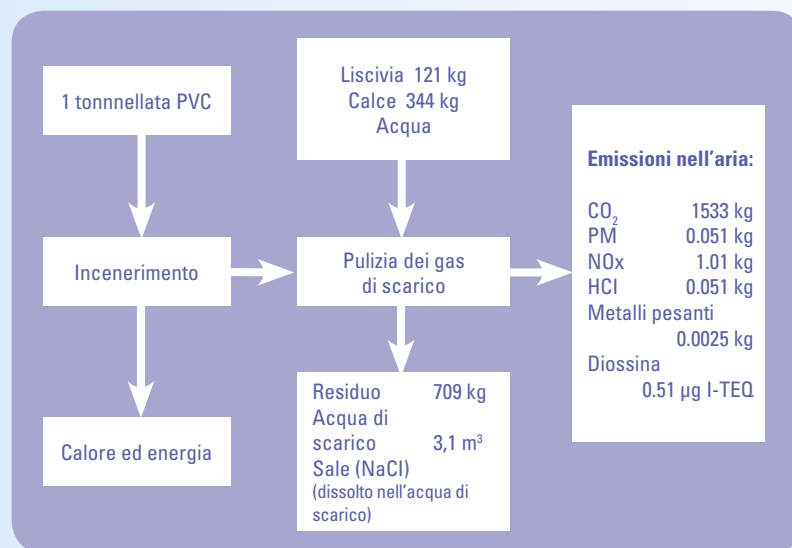 1 tonnnellata PVC
Incenerimento
Calore ed energia
Liscivia 121 kg
Calce 344 kg
Acqua
Pulizia dei gas
di scarico
Residuo 709 kg
Acqua di
scarico 3,1 m³
Sale (NaCl)
(dissolto nell'acqua di
scarico)
Emissioni nell'aria:
CO₂ 1533 kg
PM 0.051 kg
NOx 1.01 kg
HCl 0.051 kg
Metalli pesanti
0.0025 kg
Diossina
0.51 µg I-TEQ